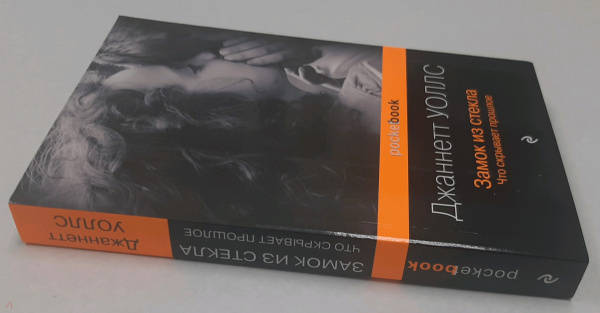 pocketbook
Джаннетт УОЛЛС
Замок из стекла
Что скрывает прошлое
Джаннетт
УОЛЛС
ЗАМОК ИЗ СТЕКЛА
ЧТО СКРЫВАЕТ ПРОШЛОЕ
pocketbook